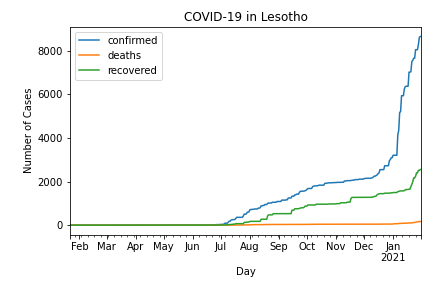 COVID-19 in Lesotho
confirmed
deaths
recovered
Number of Cases
8000
6000
4000
2000
0
Feb Mar Apr May Jun Jul Aug Sep Oct Nov Dec Jan
2021
Day